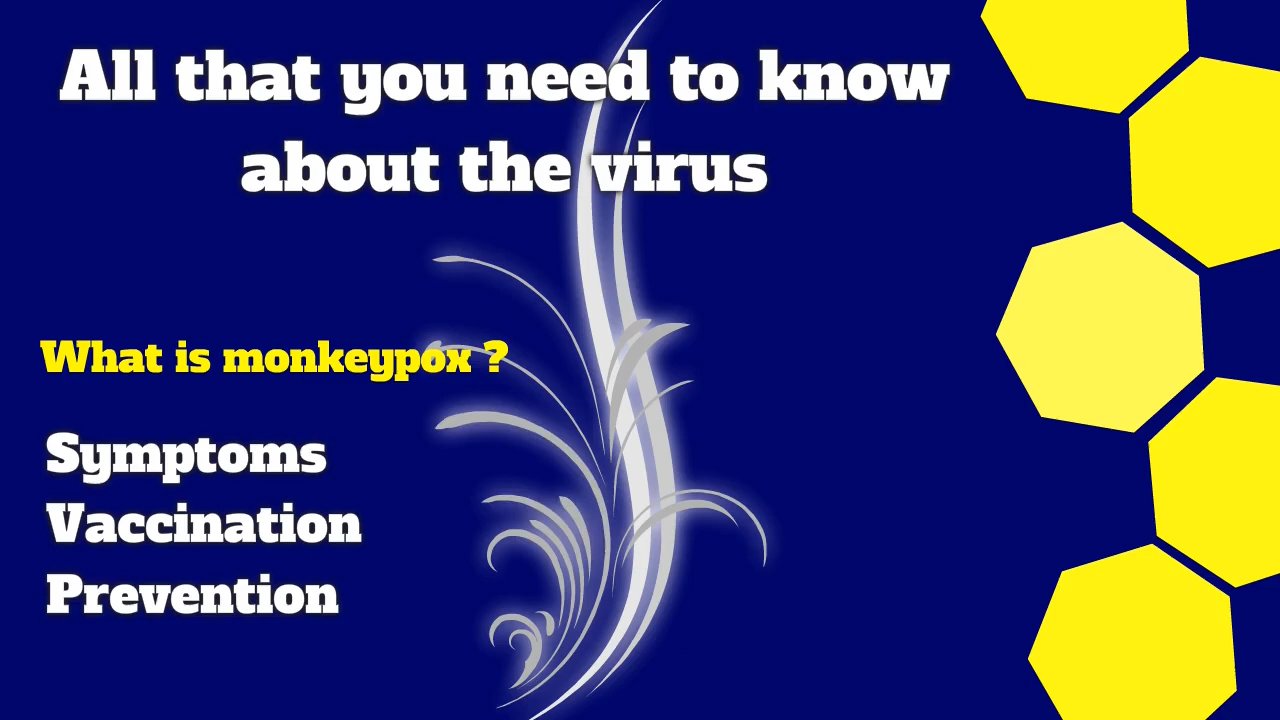 All that you need to know
about the virus
What is monkeypox ?
Symptoms
Vaccination
Prevention